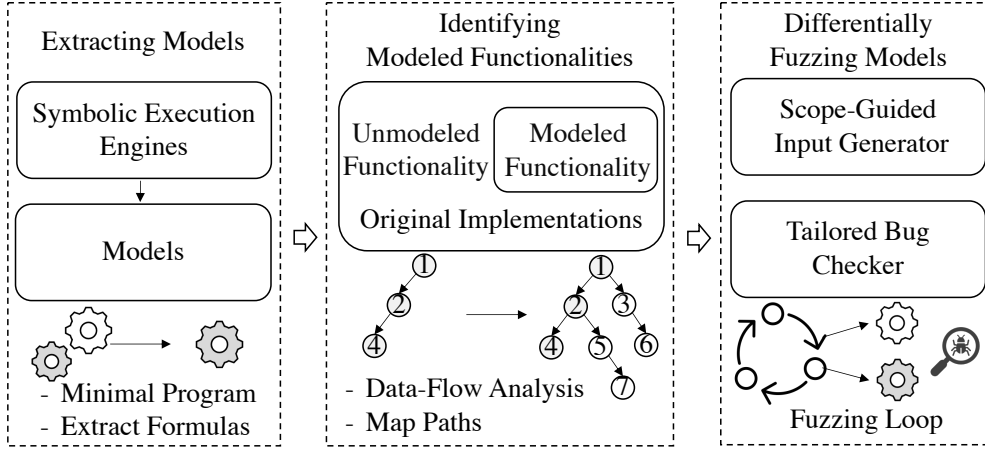 Extracting Models
Symbolic Execution
Engines
Models
- Minimal Program
- Extract Formulas
Identifying
Modeled Functionalities
Unmodeled
Functionality
Modeled
Functionality
Original Implementations
1
2
4
1
2
3
4
5
6
7
- Data-Flow Analysis
- Map Paths
Differentially
Fuzzing Models
Scope-Guided
Input Generator
Tailored Bug
Checker
Fuzzing Loop